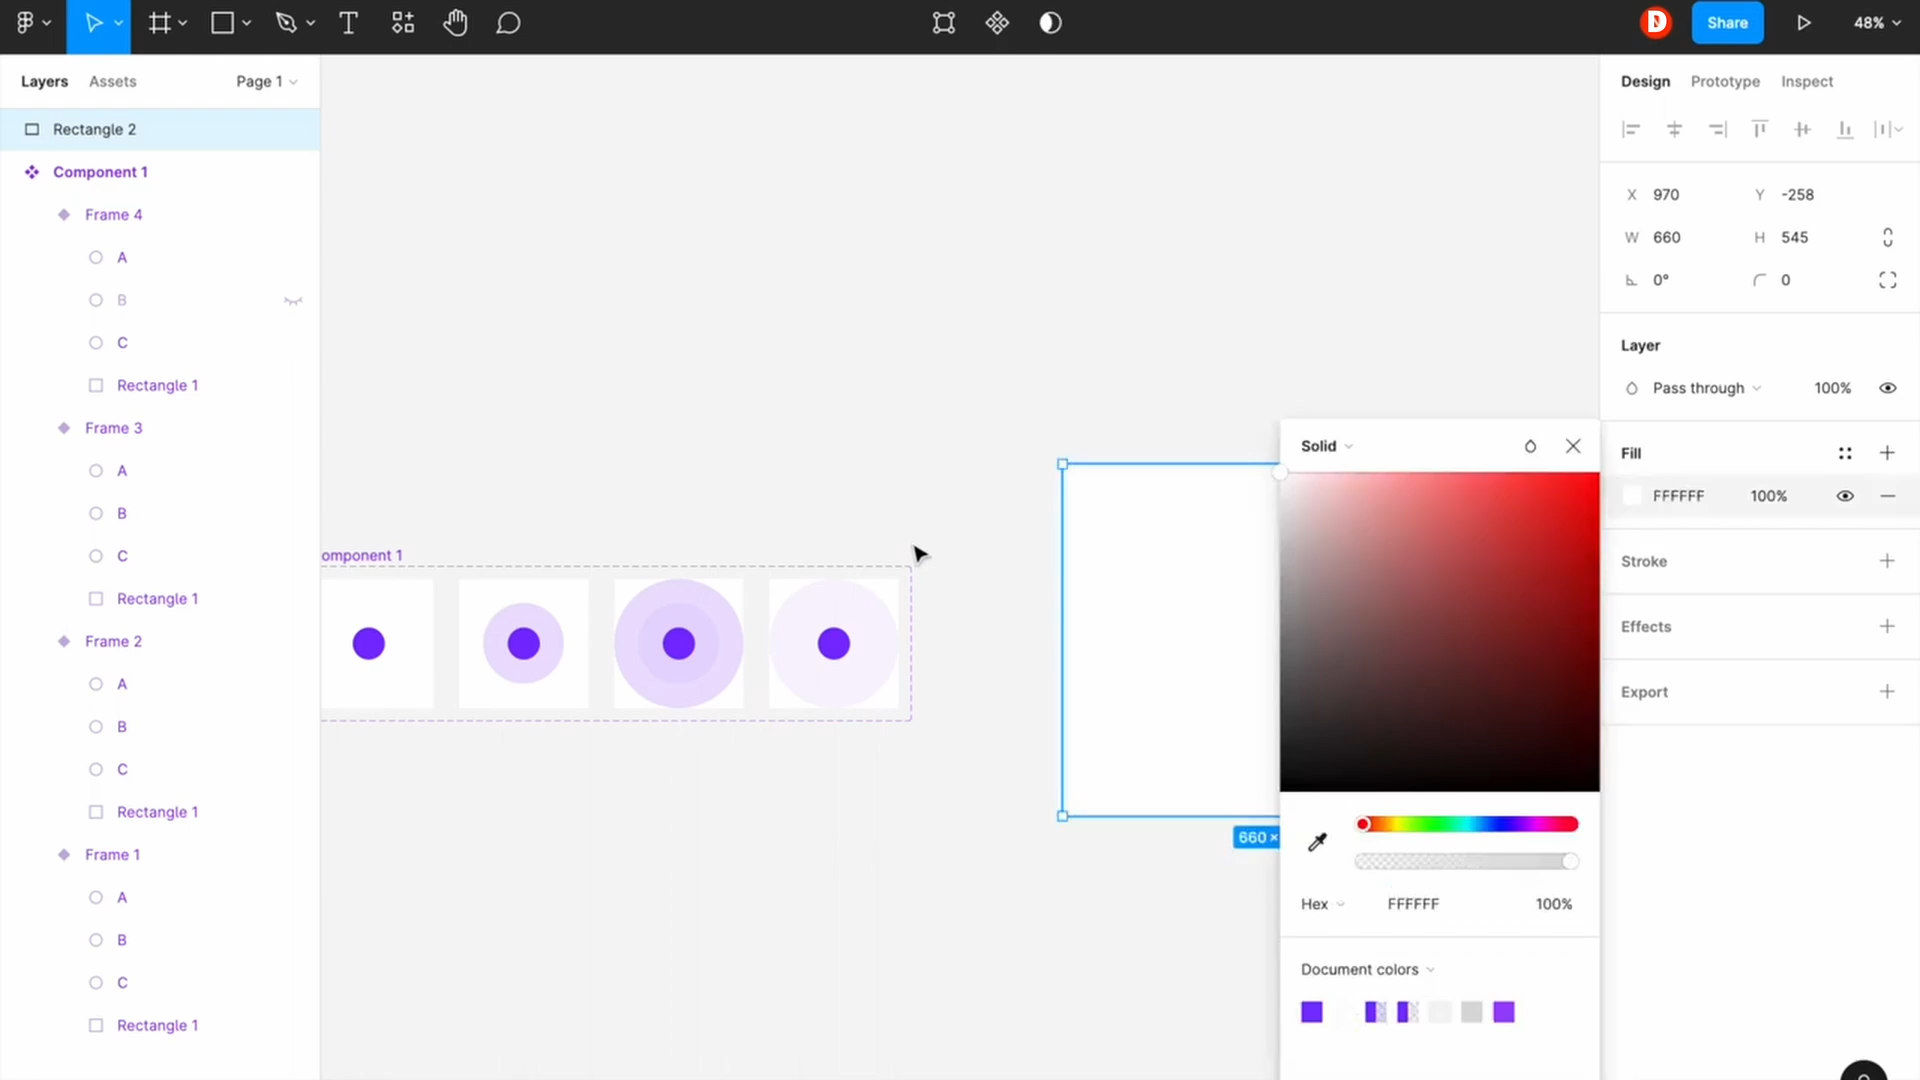 D
Share
48%
Layers
Assets
Page 1
Rectangle 2
Component 1
Frame 4
A
B
C
Rectangle 1
Frame 3
A
B
C
Rectangle 1
Frame 2
A
B
C
Rectangle 1
Frame 1
A
B
C
Rectangle 1
omponent 1
660 ×
Solid
Hex FFFFFF 100%
Document colors
Design Prototype Inspect
X 970 Y -258
W 660 H 545
0° 0
Layer
Pass through 100%
Fill
FFFFFF 100%
Stroke
Effects
Export